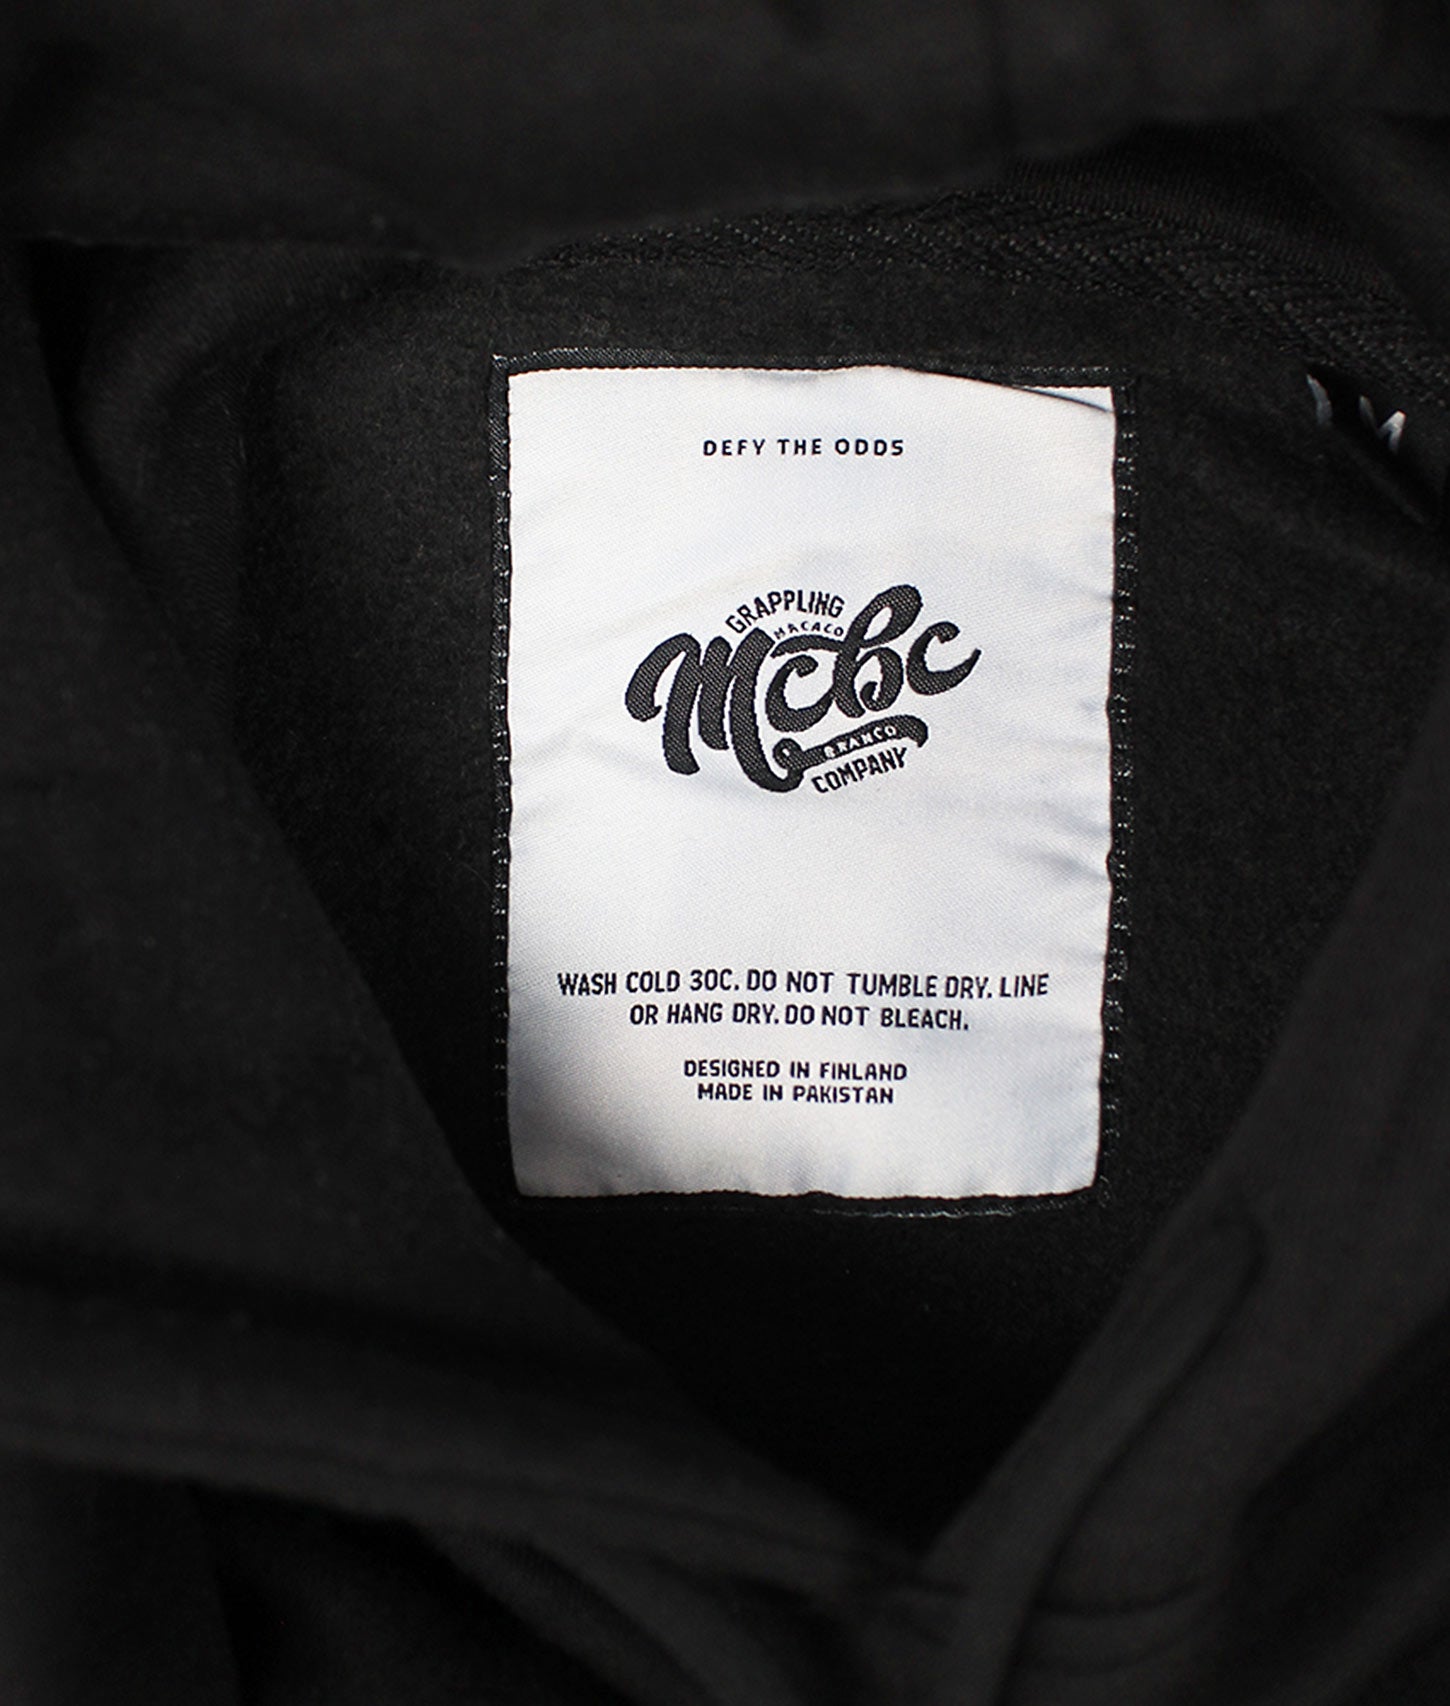 DEFY THE ODDS
GRAPPLING
MACACO
McBc
BRANCO
COMPANY
WASH COLD 30C. DO NOT TUMBLE DRY. LINE
OR HANG DRY. DO NOT BLEACH.
DESIGNED IN FINLAND
MADE IN PAKISTAN